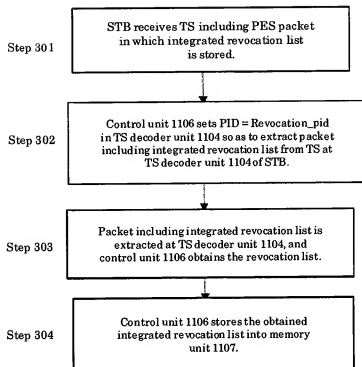 STB receives TS including PES packet
Step 301
in which integrated revocation list
is stored.
Control unit 1106 sets PID = Revocation_pid
in TS decoder unit 1104 so as to extract packet
Step 302
including integrated revocation list from TS at
TS decoder unit 1104 of STB.
Packet including integrated revocation list is
Step 303
extracted at TS decoder unit 1104, and
control unit 1106 obtains the revocation list.
Control unit 1106 stores the obtained
Step 304
integrated revocation list into memory
unit 1107.